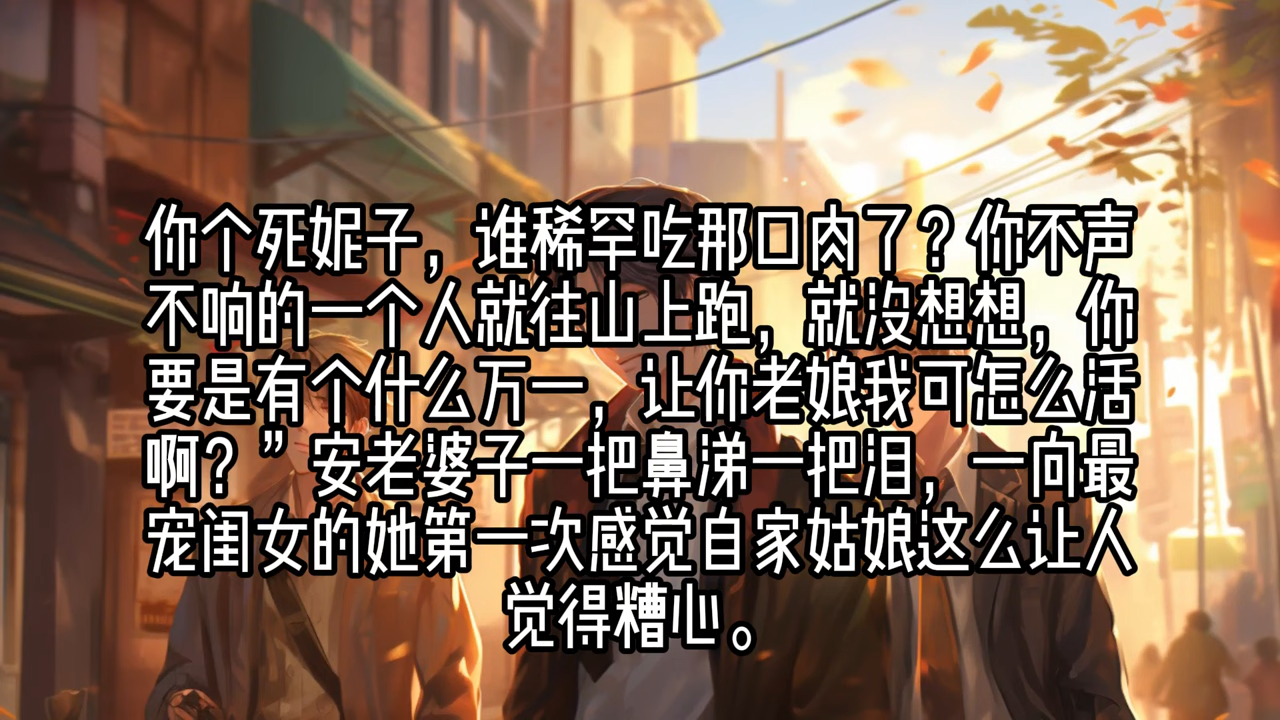 你个死妮子，谁稀罕吃那口肉了？你不声
不响的一个人就往山上跑，就没想想，你
要是有个什么万一，让你老娘我可怎么活
啊？”安老婆子一把鼻涕一把泪，一向最
宠闺女的她第一次感觉自家姑娘这么让人
觉得糟心。